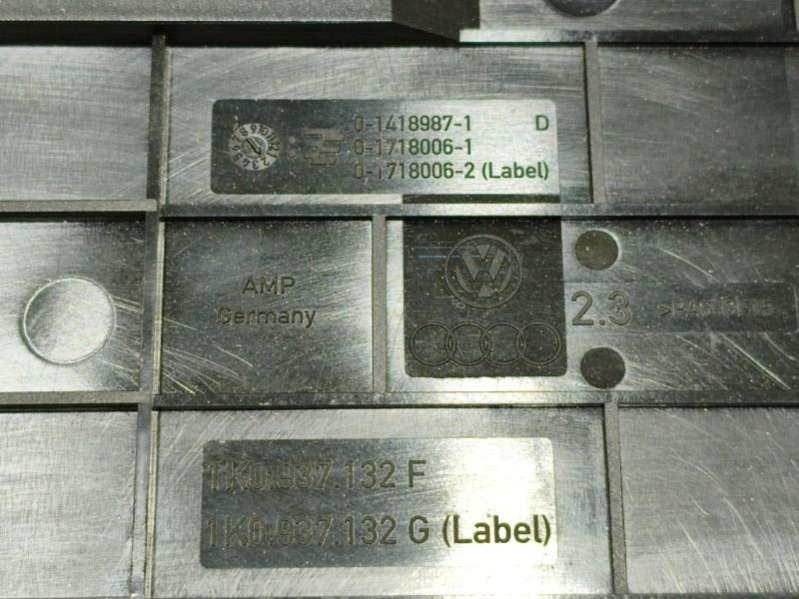 0-1418987-1 D
0-1718006-1
0-1718006-2 (Label)
AMP
Germany
2.3
1K0.937.132 F
1K0.937.132 G (Label)